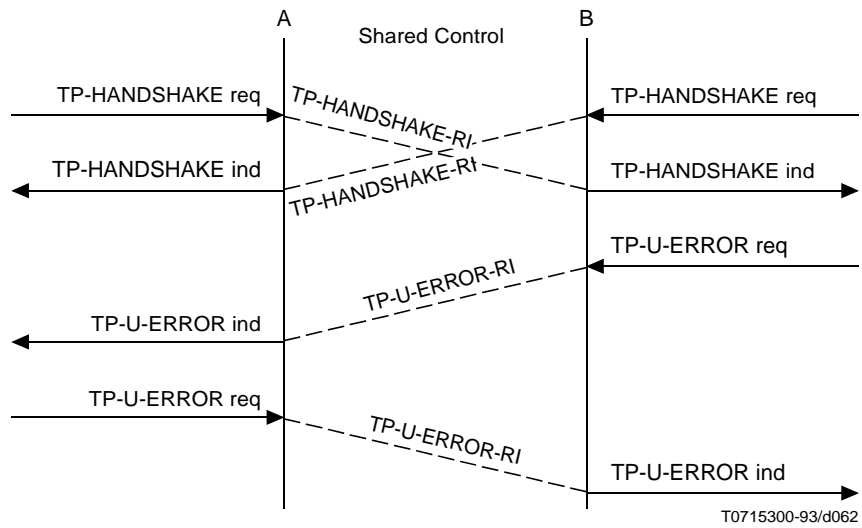 A
B
Shared Control
TP-HANDSHAKE req
TP-HANDSHAKE-RI
TP-HANDSHAKE req
TP-HANDSHAKE ind
TP-HANDSHAKE-RI
TP-HANDSHAKE ind
TP-U-ERROR req
TP-U-ERROR-RI
TP-U-ERROR ind
TP-U-ERROR req
TP-U-ERROR-RI
TP-U-ERROR ind
T0715300-93/d062